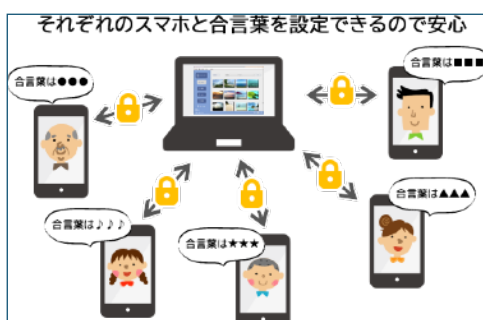 それぞれのスマホと合言葉を設定できるので安心
合言葉は●●●
合言葉は■■■
合言葉は▲▲▲
合言葉は♪♪♪
合言葉は★★★